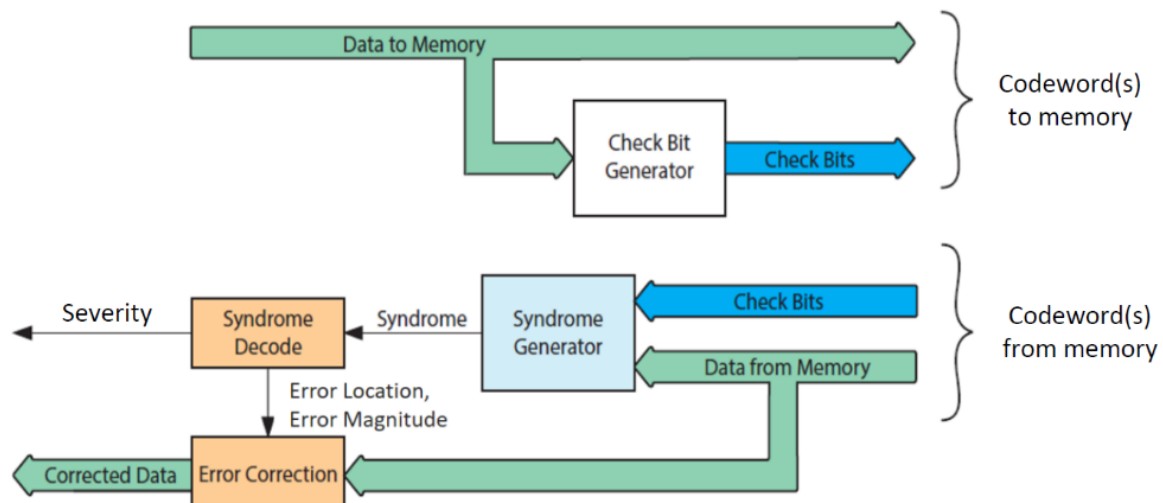 Data to Memory
Codeword(s)
to memory
Check Bit
Generator
Check Bits
Severity
Syndrome
Decode
Syndrome
Syndrome
Generator
Check Bits
Data from Memory
Codeword(s)
from memory
Error Location,
Error Magnitude
Corrected Data
Error Correction